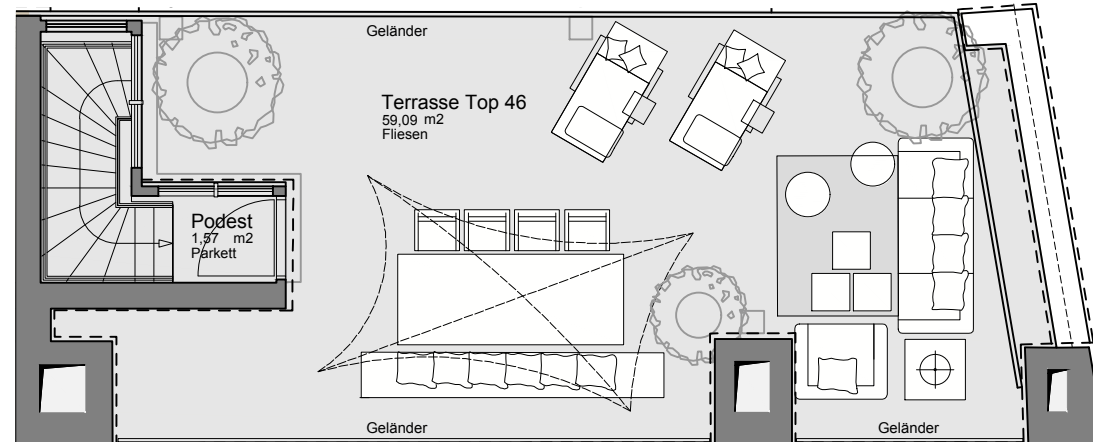 Geländer
Terrasse Top 46
59,09 m2
Fliesen
Podest
1,57 m2
Parkett
Geländer
Geländer